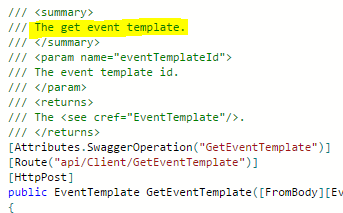 /// <summary>
/// The get event template.
/// </summary>
/// <param name="eventTemplateId">
/// The event template id.
/// </param>
/// <returns>
/// The <see cref="EventTemplate"/>.
/// </returns>
[Attributes.SwaggerOperation("GetEventTemplate")]
[Route("api/Client/GetEventTemplate")]
[HttpPost]
public EventTemplate GetEventTemplate([FromBody][Ev
{